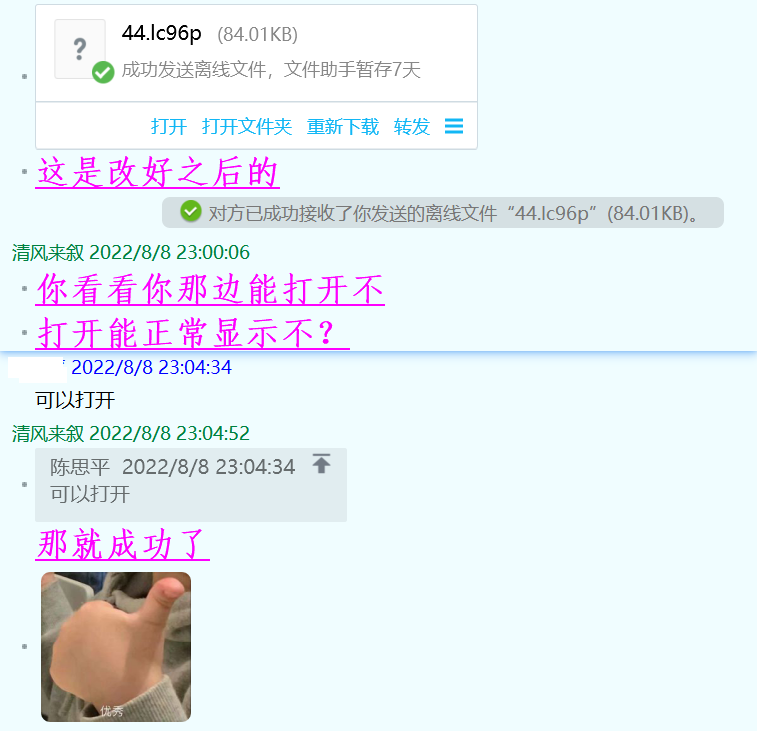 44.lc96p (84.01KB)
成功发送离线文件，文件助手暂存7天
打开 打开文件夹 重新下载 转发
这是改好之后的
对方已成功接收了你发送的离线文件“44.lc96p”(84.01KB)。
清风来叙 2022/8/8 23:00:06
你看看你那边能打开不
打开能正常显示不？
2022/8/8 23:04:34
可以打开
清风来叙 2022/8/8 23:04:52
陈思平 2022/8/8 23:04:34
可以打开
那就成功了
优秀